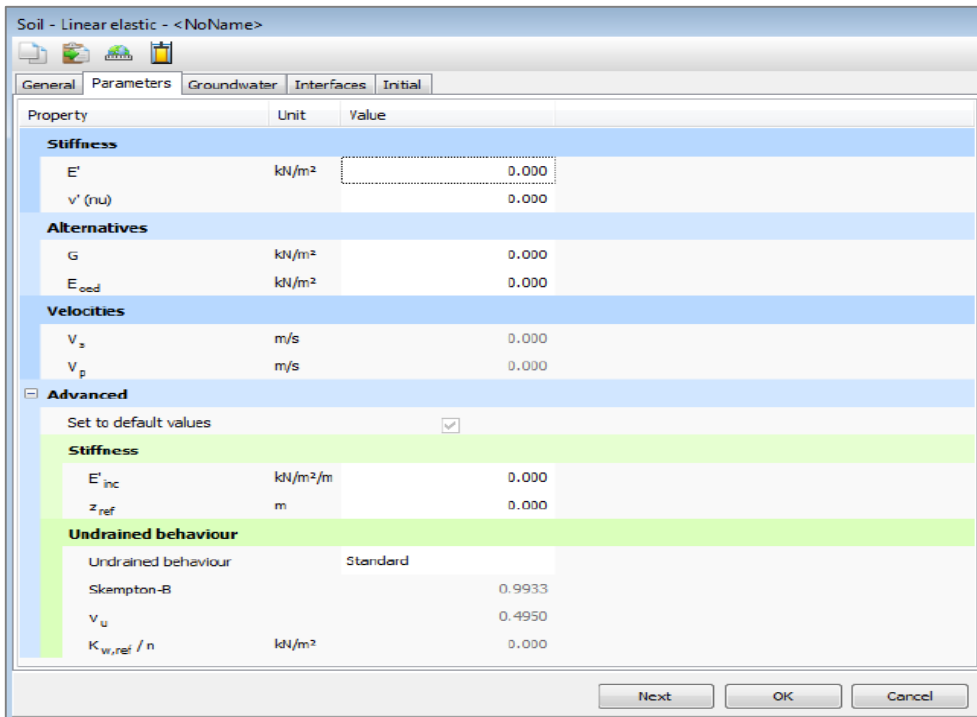 Soil - Linear elastic - <NoName>
General Parameters Groundwater Interfaces Initial
Property Unit Value
Stiffness
E' kN/m² 0.000
ν' (nu) 0.000
Alternatives
G kN/m² 0.000
E oed kN/m² 0.000
Velocities
V s m/s 0.000
V p m/s 0.000
Advanced
Set to default values
Stiffness
E' inc kN/m²/m 0.000
z ref m 0.000
Undrained behaviour
Undrained behaviour Standard
Skempton-B 0.9933
ν u 0.4950
K w,ref / n kN/m² 0.000
Next OK Cancel